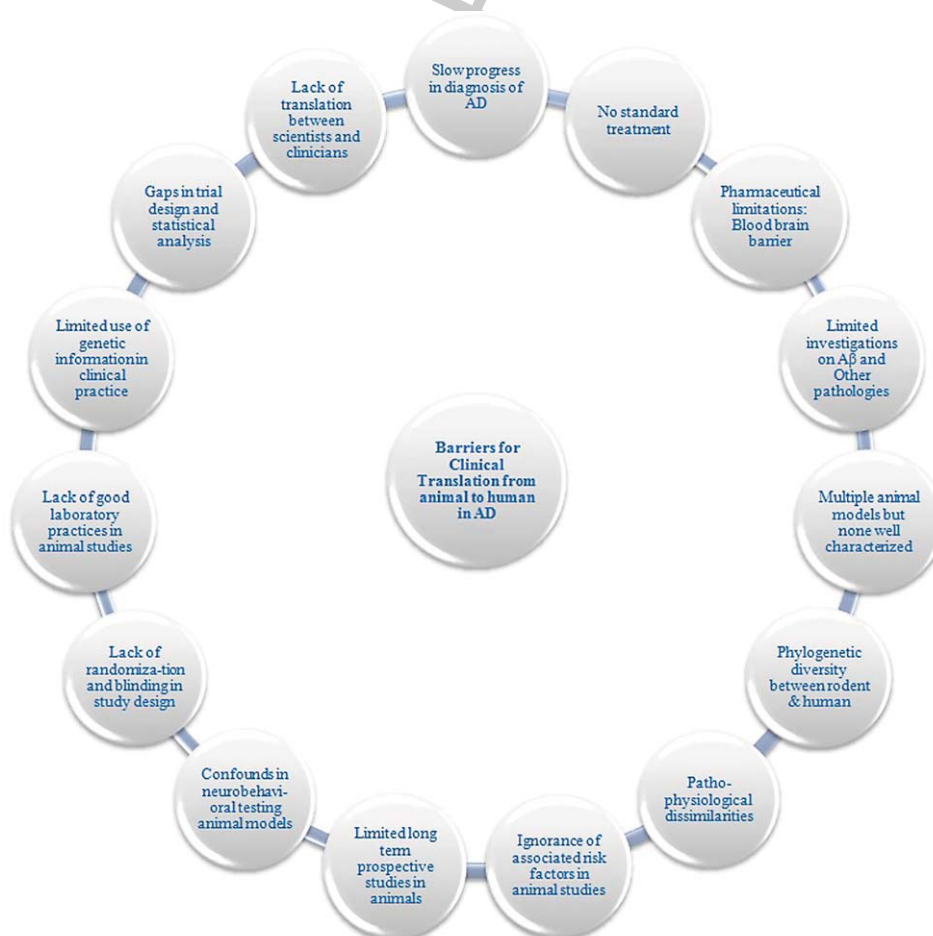 Slow progress
in diagnosis of
AD
No standard
treatment
Pharmaceutical
limitations:
Blood brain
barrier
Limited
investigations
on Aβ and
Other
pathologies
Multiple animal
models but
none well
characterized
Phylogenetic
diversity
between rodent
& human
Patho-
physiological
dissimilarities
Ignorance of
associated risk
factors in
animal studies
Limited long
term
prospective
studies in
animals
Confounds in
neurobehavi-
oral testing
animal models
Lack of
randomiza-tion
and blinding in
study design
Lack of good
laboratory
practices in
animal studies
Limited use of
genetic
information in
clinical
practice
Gaps in trial
design and
statistical
analysis
Lack of
translation
between
scientists and
clinicians
Barriers for
Clinical
Translation from
animal to human
in AD